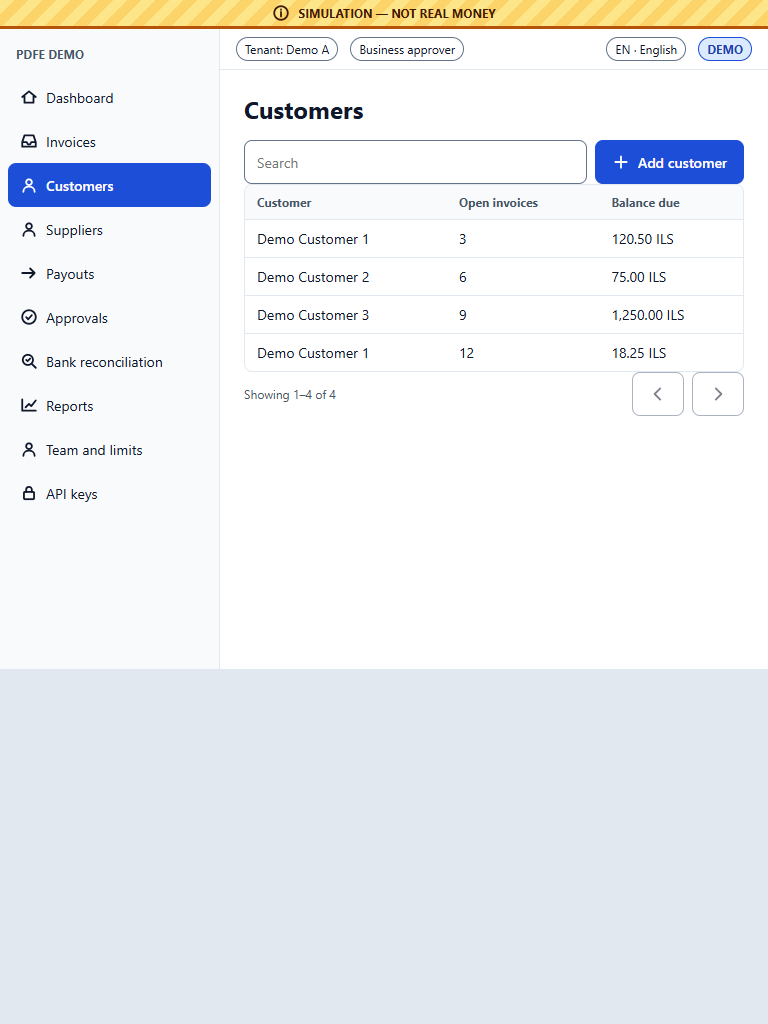 SIMULATION — NOT REAL MONEY
PDFE DEMO
Tenant: Demo A
Business approver
EN · English
DEMO
Dashboard
Invoices
Customers
Suppliers
Payouts
Approvals
Bank reconciliation
Reports
Team and limits
API keys
Customers
Search
Add customer
Customer Open invoices Balance due
Demo Customer 1 3 120.50 ILS
Demo Customer 2 6 75.00 ILS
Demo Customer 3 9 1,250.00 ILS
Demo Customer 1 12 18.25 ILS
Showing 1–4 of 4